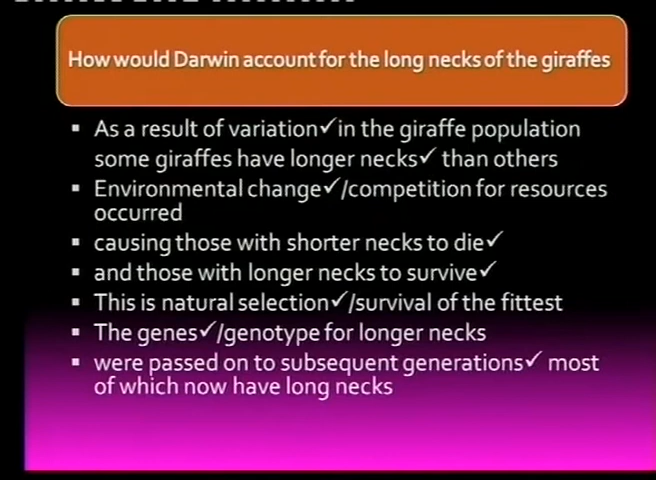 How would Darwin account for the long necks of the giraffes
▪ As a result of variation✓in the giraffe population
some giraffes have longer necks✓ than others
▪ Environmental change✓/competition for resources
occurred
▪ causing those with shorter necks to die✓
▪ and those with longer necks to survive✓
▪ This is natural selection✓/survival of the fittest
▪ The genes✓/genotype for longer necks
▪ were passed on to subsequent generations✓ most
of which now have long necks